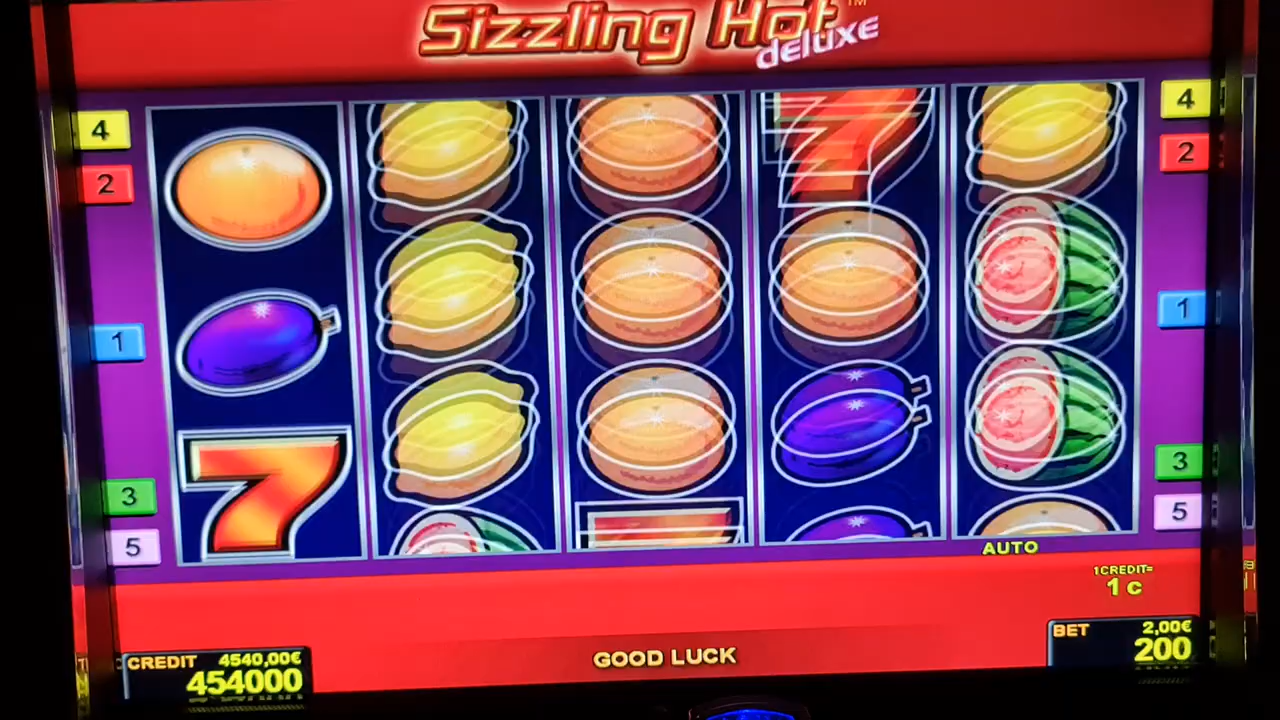 Sizzling Hot™
deluxe
4
4
2
2
1
1
3
3
5
5
AUTO
1CREDIT=
1 C
CREDIT 4540,00€
454000
GOOD LUCK
BET 2,00€
200